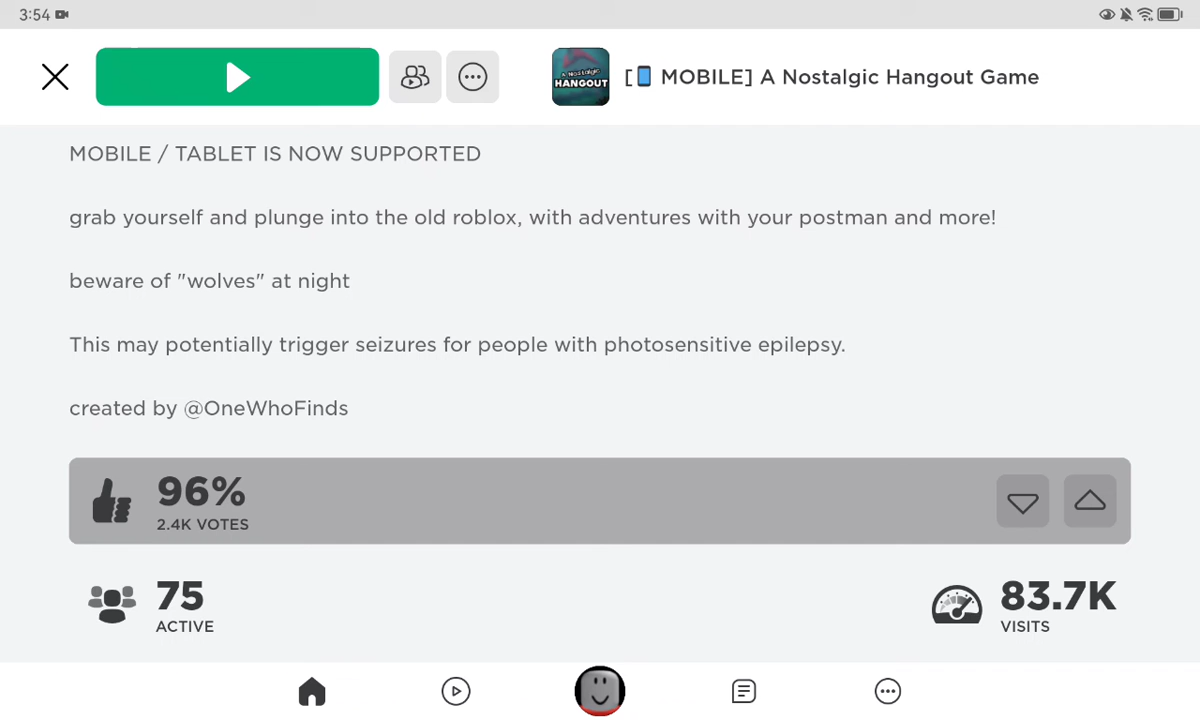 3:54
A Nostalgic
HANGOUT
[📱 MOBILE] A Nostalgic Hangout Game
MOBILE / TABLET IS NOW SUPPORTED
grab yourself and plunge into the old roblox, with adventures with your postman and more!
beware of "wolves" at night
This may potentially trigger seizures for people with photosensitive epilepsy.
created by @OneWhoFinds
96%
2.4K VOTES
75
ACTIVE
83.7K
VISITS